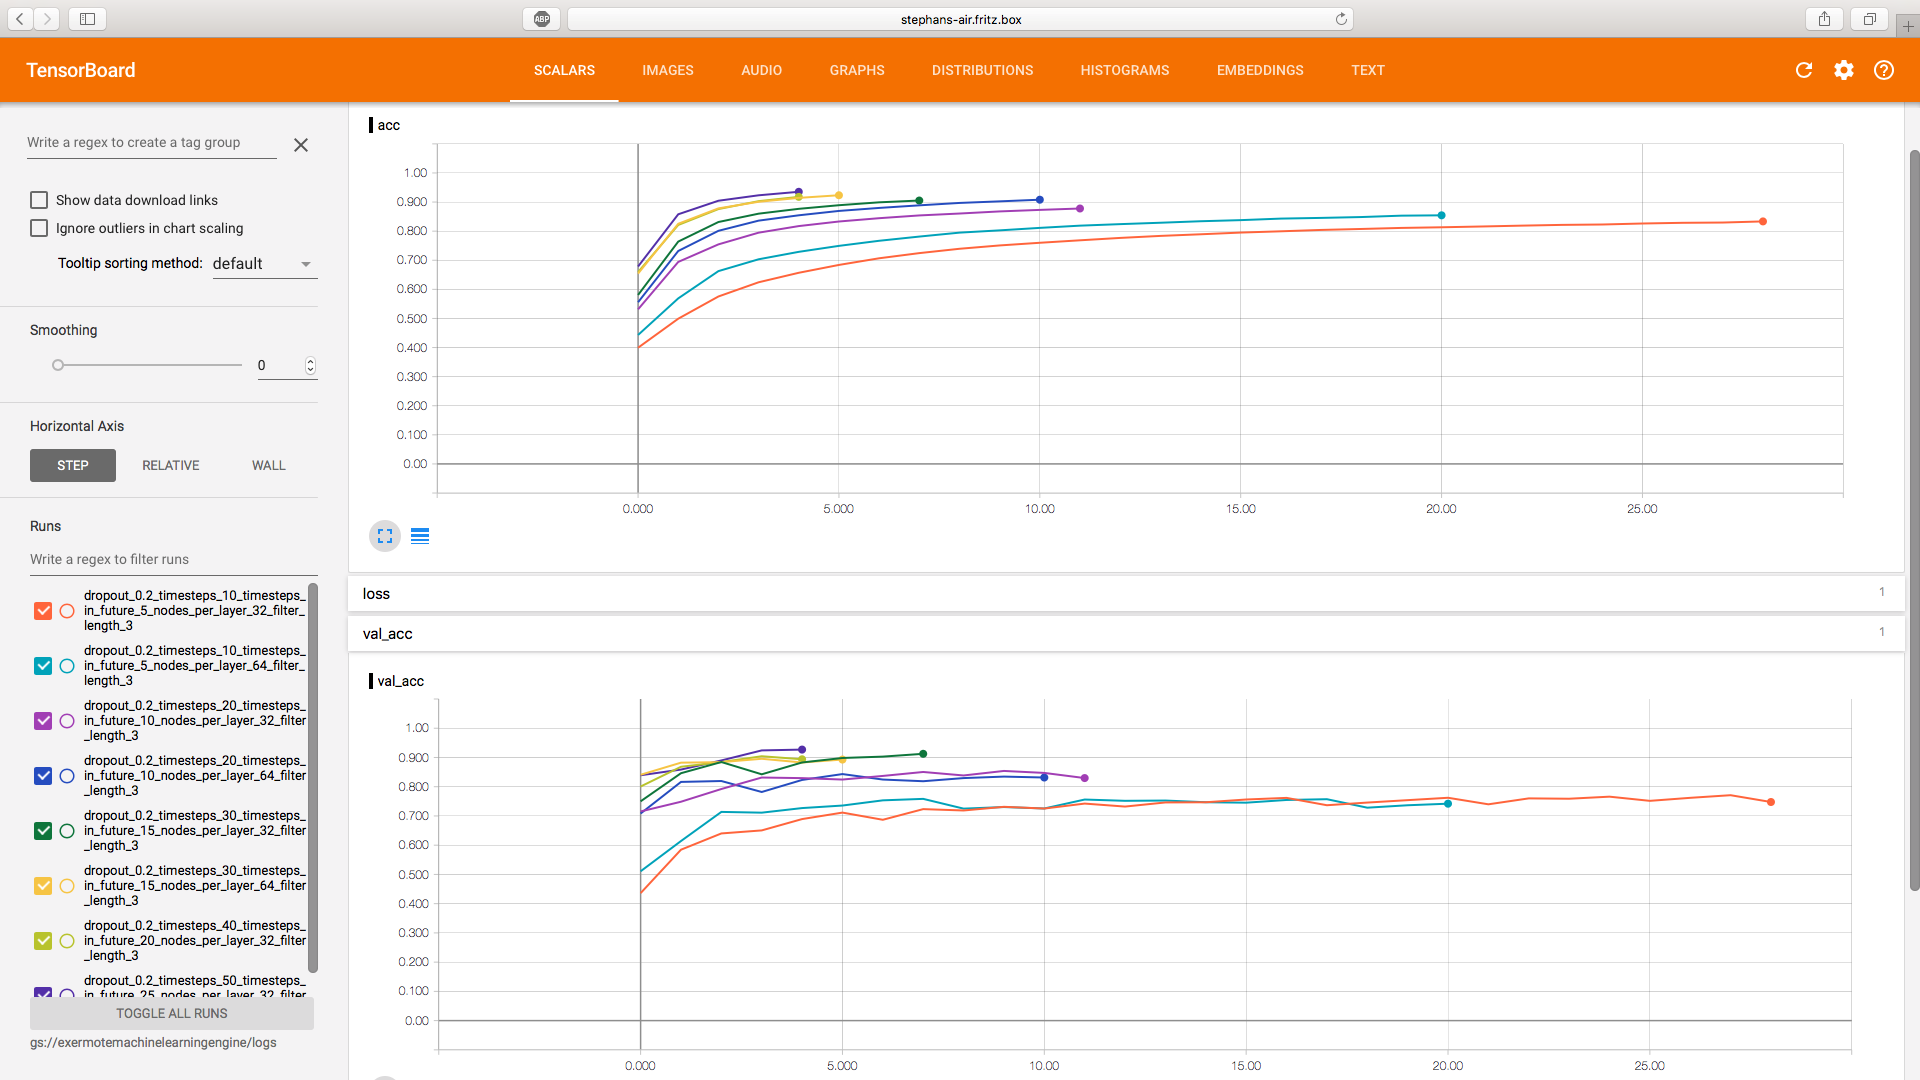 ABP
stephans-air.fritz.box
TensorBoard
SCALARS
IMAGES
AUDIO
GRAPHS
DISTRIBUTIONS
HISTOGRAMS
EMBEDDINGS
TEXT
Write a regex to create a tag group
Show data download links
Ignore outliers in chart scaling
Tooltip sorting method: default
Smoothing
0
Horizontal Axis
STEP
RELATIVE
WALL
Runs
Write a regex to filter runs
dropout_0.2_timesteps_10_timesteps_
in_future_5_nodes_per_layer_32_filter_
length_3
dropout_0.2_timesteps_10_timesteps_
in_future_5_nodes_per_layer_64_filter_
length_3
dropout_0.2_timesteps_20_timesteps_
in_future_10_nodes_per_layer_32_filter
_length_3
dropout_0.2_timesteps_20_timesteps_
in_future_10_nodes_per_layer_64_filter
_length_3
dropout_0.2_timesteps_30_timesteps_
in_future_15_nodes_per_layer_32_filter
_length_3
dropout_0.2_timesteps_30_timesteps_
in_future_15_nodes_per_layer_64_filter
_length_3
dropout_0.2_timesteps_40_timesteps_
in_future_20_nodes_per_layer_32_filter
_length_3
dropout_0.2_timesteps_50_timesteps_
in_future_25_nodes_per_layer_32_filter
TOGGLE ALL RUNS
gs://exermotemachinelearningengine/logs
acc
1.00
0.900
0.800
0.700
0.600
0.500
0.400
0.300
0.200
0.100
0.00
0.000
5.000
10.00
15.00
20.00
25.00
loss
1
val_acc
1
val_acc
1.00
0.900
0.800
0.700
0.600
0.500
0.400
0.300
0.200
0.100
0.00
0.000
5.000
10.00
15.00
20.00
25.00